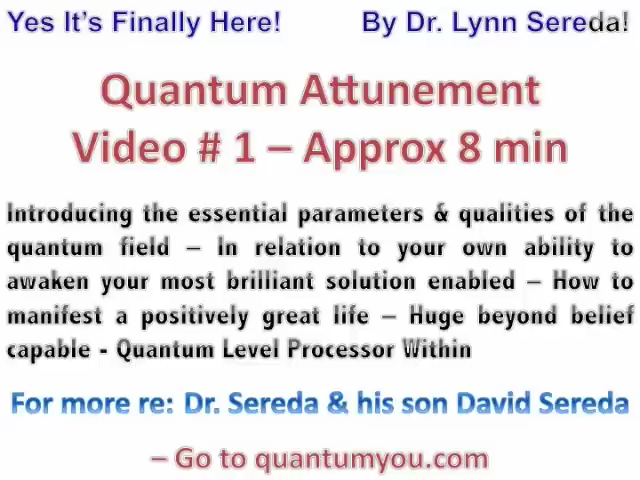 Yes It's Finally Here! By Dr. Lynn Sereda!
Quantum Attunement
Video # 1 – Approx 8 min
Introducing the essential parameters & qualities of the
quantum field – In relation to your own ability to
awaken your most brilliant solution enabled – How to
manifest a positively great life – Huge beyond belief
capable - Quantum Level Processor Within
For more re: Dr. Sereda & his son David Sereda
– Go to quantumyou.com